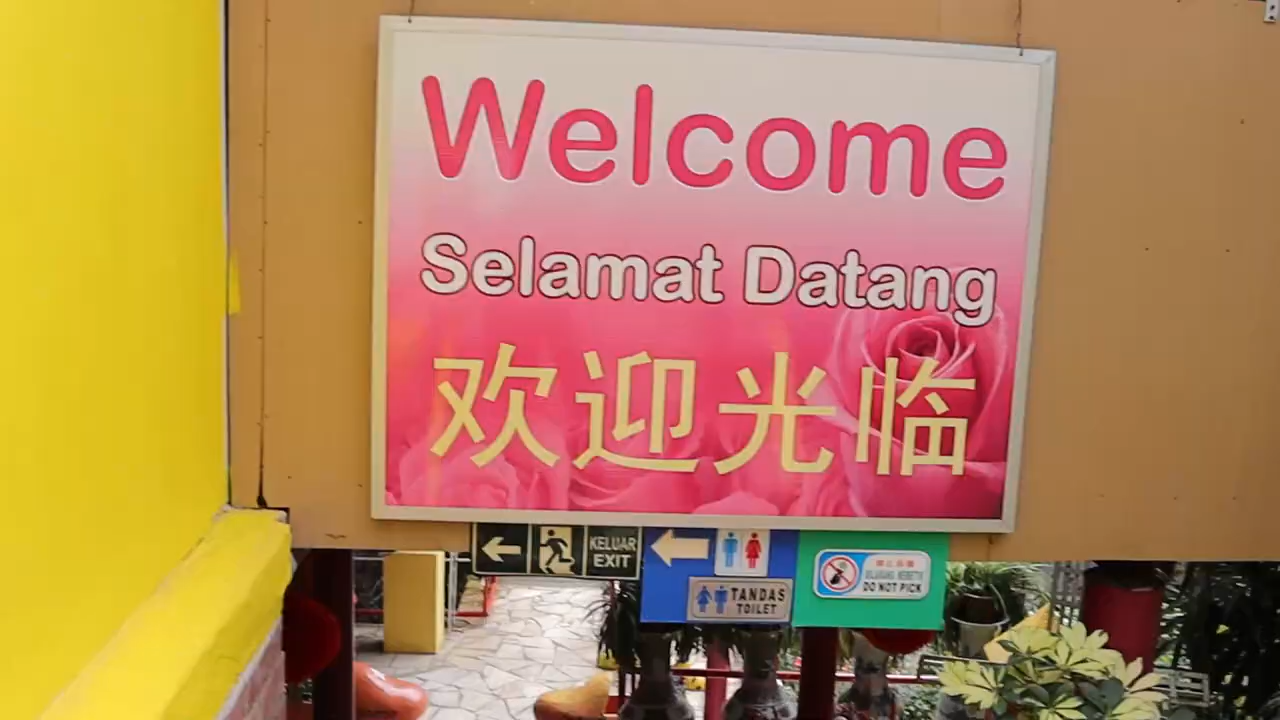 Welcome
Selamat Datang
欢迎光临
KELUAR
EXIT
TANDAS
TOILET
DO NOT PICK